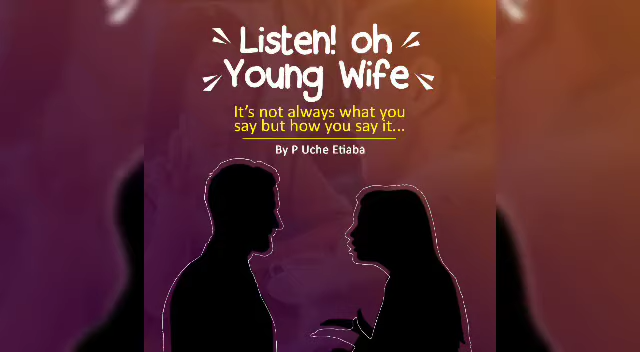 Listen! oh
Young Wife
It's not always what you
say but how you say it...
By P Uche Etiaba